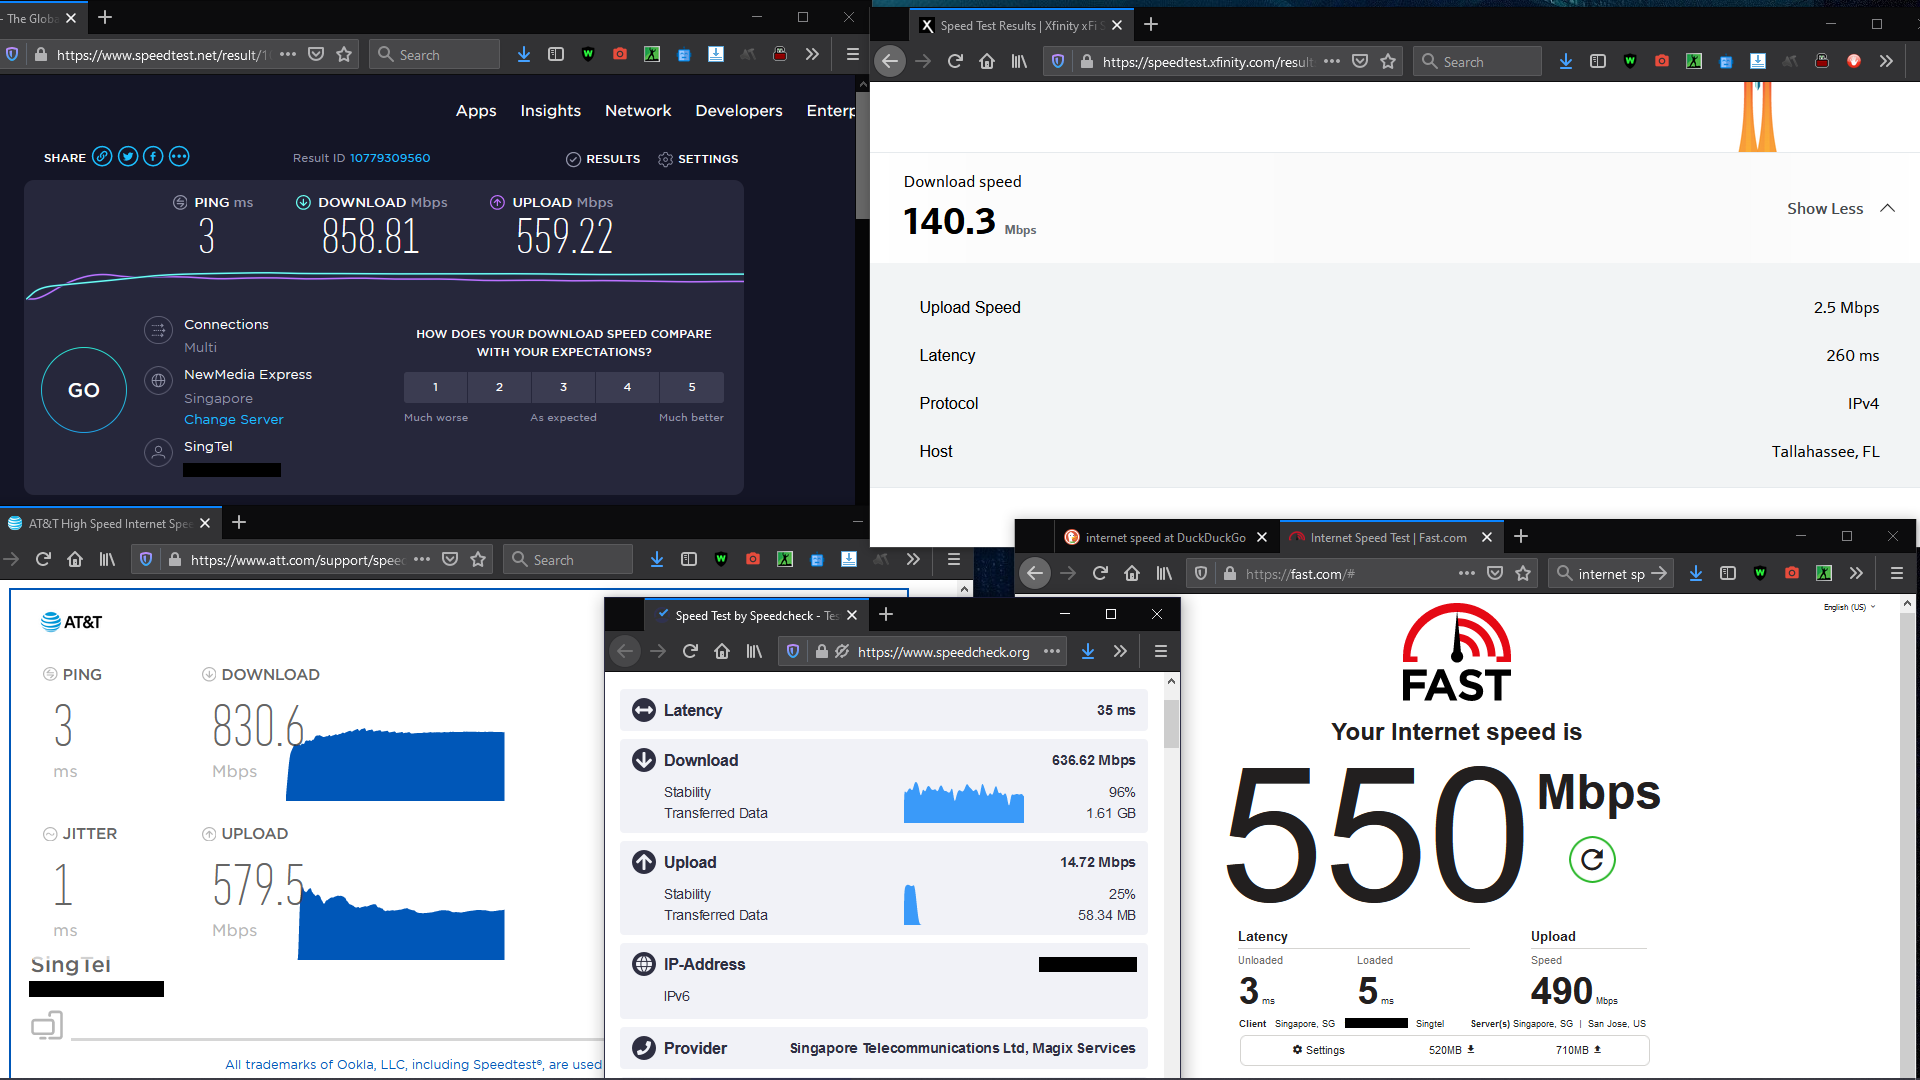 - The Globa
https://www.speedtest.net/result/1
Search
Apps Insights Network Developers Enterp
SHARE
Result ID 10779309560
RESULTS SETTINGS
PING ms
3
DOWNLOAD Mbps
858.81
UPLOAD Mbps
559.22
GO
Connections
Multi
NewMedia Express
Singapore
Change Server
SingTel
HOW DOES YOUR DOWNLOAD SPEED COMPARE
WITH YOUR EXPECTATIONS?
1 2 3 4 5
Much worse As expected Much better
Speed Test Results | Xfinity xFi S
https://speedtest.xfinity.com/result
Search
Download speed
140.3 Mbps
Show Less
Upload Speed 2.5 Mbps
Latency 260 ms
Protocol IPv4
Host Tallahassee, FL
AT&T High Speed Internet Spee
https://www.att.com/support/speed
Search
AT&T
PING
3
ms
DOWNLOAD
830.6
Mbps
JITTER
1
ms
UPLOAD
579.5
Mbps
SingTel
All trademarks of Ookla, LLC, including Speedtest®, are used
Speed Test by Speedcheck - Tes
https://www.speedcheck.org
Latency 35 ms
Download 636.62 Mbps
Stability 96%
Transferred Data 1.61 GB
Upload 14.72 Mbps
Stability 25%
Transferred Data 58.34 MB
IP-Address
IPv6
Provider Singapore Telecommunications Ltd, Magix Services
internet speed at DuckDuckGo
Internet Speed Test | Fast.com
https://fast.com/#
internet sp
English (US)
FAST
Your Internet speed is
550 Mbps
Latency
Unloaded Loaded
3 ms 5 ms
Upload
Speed
490 Mbps
Client Singapore, SG Singtel Server(s) Singapore, SG | San Jose, US
Settings 520MB 710MB